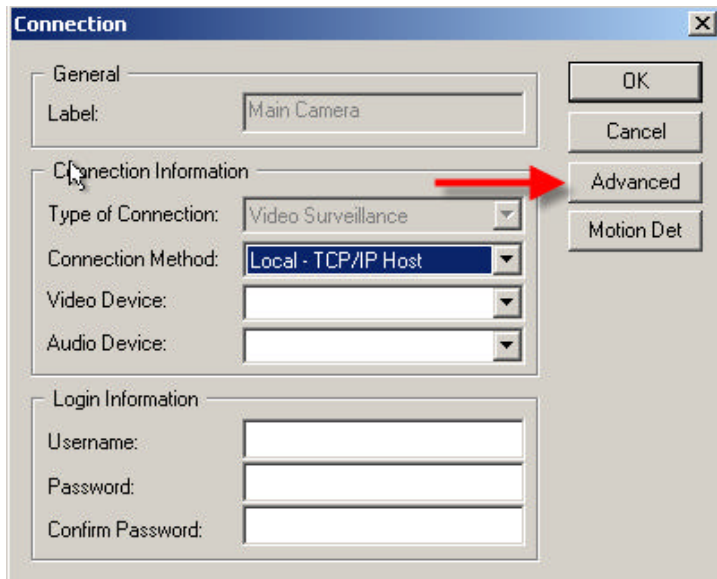 Connection
General
Label: Main Camera
Connection Information
Type of Connection: Video Surveillance
Connection Method: Local - TCP/IP Host
Video Device:
Audio Device:
Login Information
Username:
Password:
Confirm Password:
OK
Cancel
Advanced
Motion Det